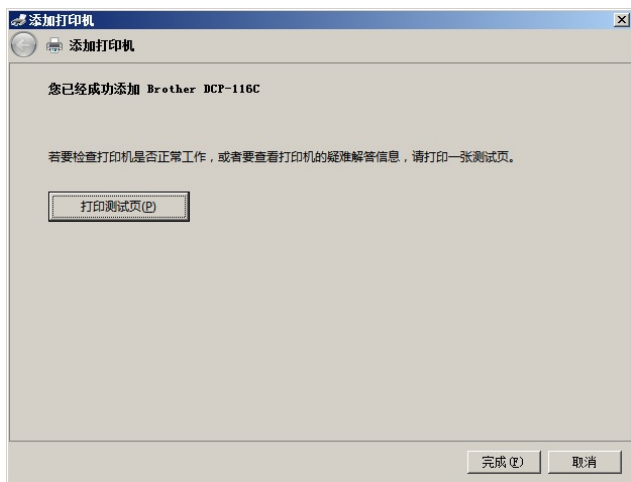 添加打印机
添加打印机
您已经成功添加 Brother DCP-116C
若要检查打印机是否正常工作，或者要查看打印机的疑难解答信息，请打印一张测试页。
打印测试页(P)
完成(F) 取消